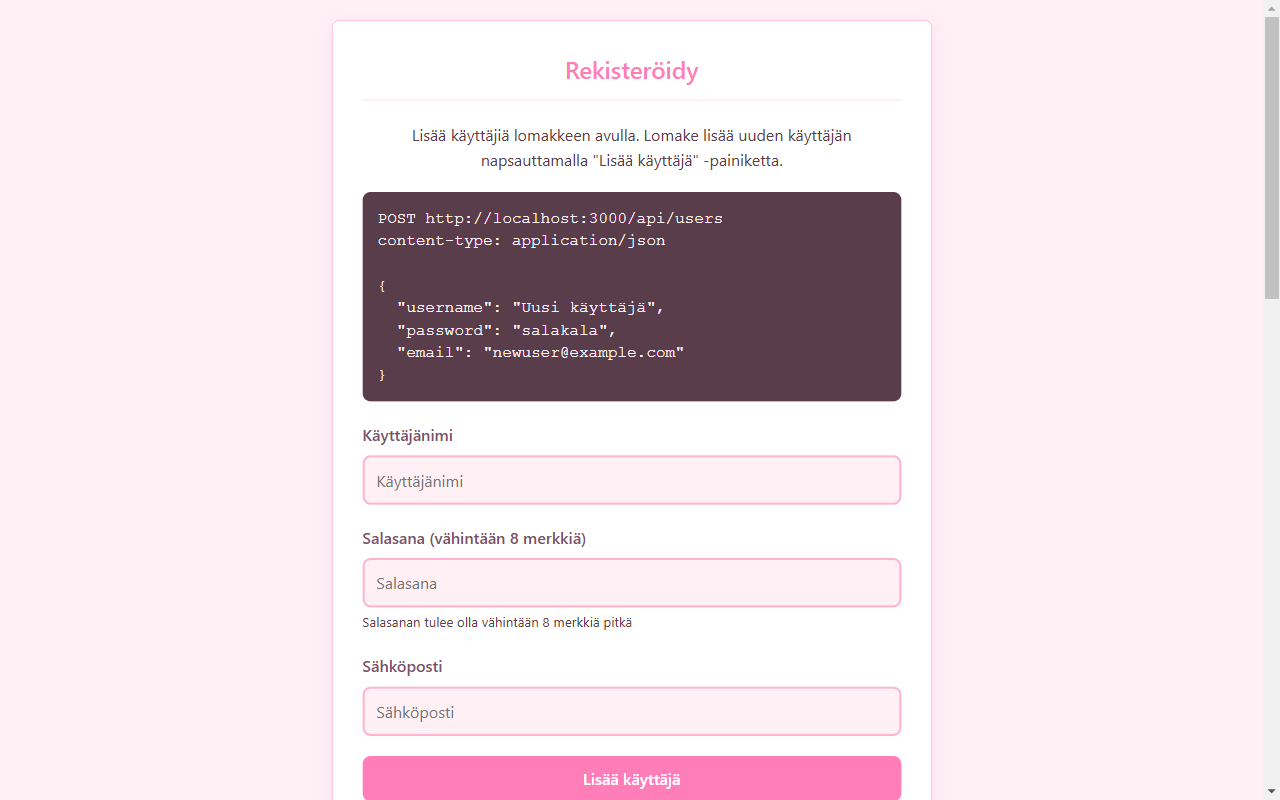 Rekisteröidy
Lisää käyttäjiä lomakkeen avulla. Lomake lisää uuden käyttäjän
napsauttamalla "Lisää käyttäjä" -painiketta.
POST http://localhost:3000/api/users
content-type: application/json
{
  "username": "Uusi käyttäjä",
  "password": "salakala",
  "email": "newuser@example.com"
}
Käyttäjänimi
Käyttäjänimi
Salasana (vähintään 8 merkkiä)
Salasana
Salasanan tulee olla vähintään 8 merkkiä pitkä
Sähköposti
Sähköposti
Lisää käyttäjä